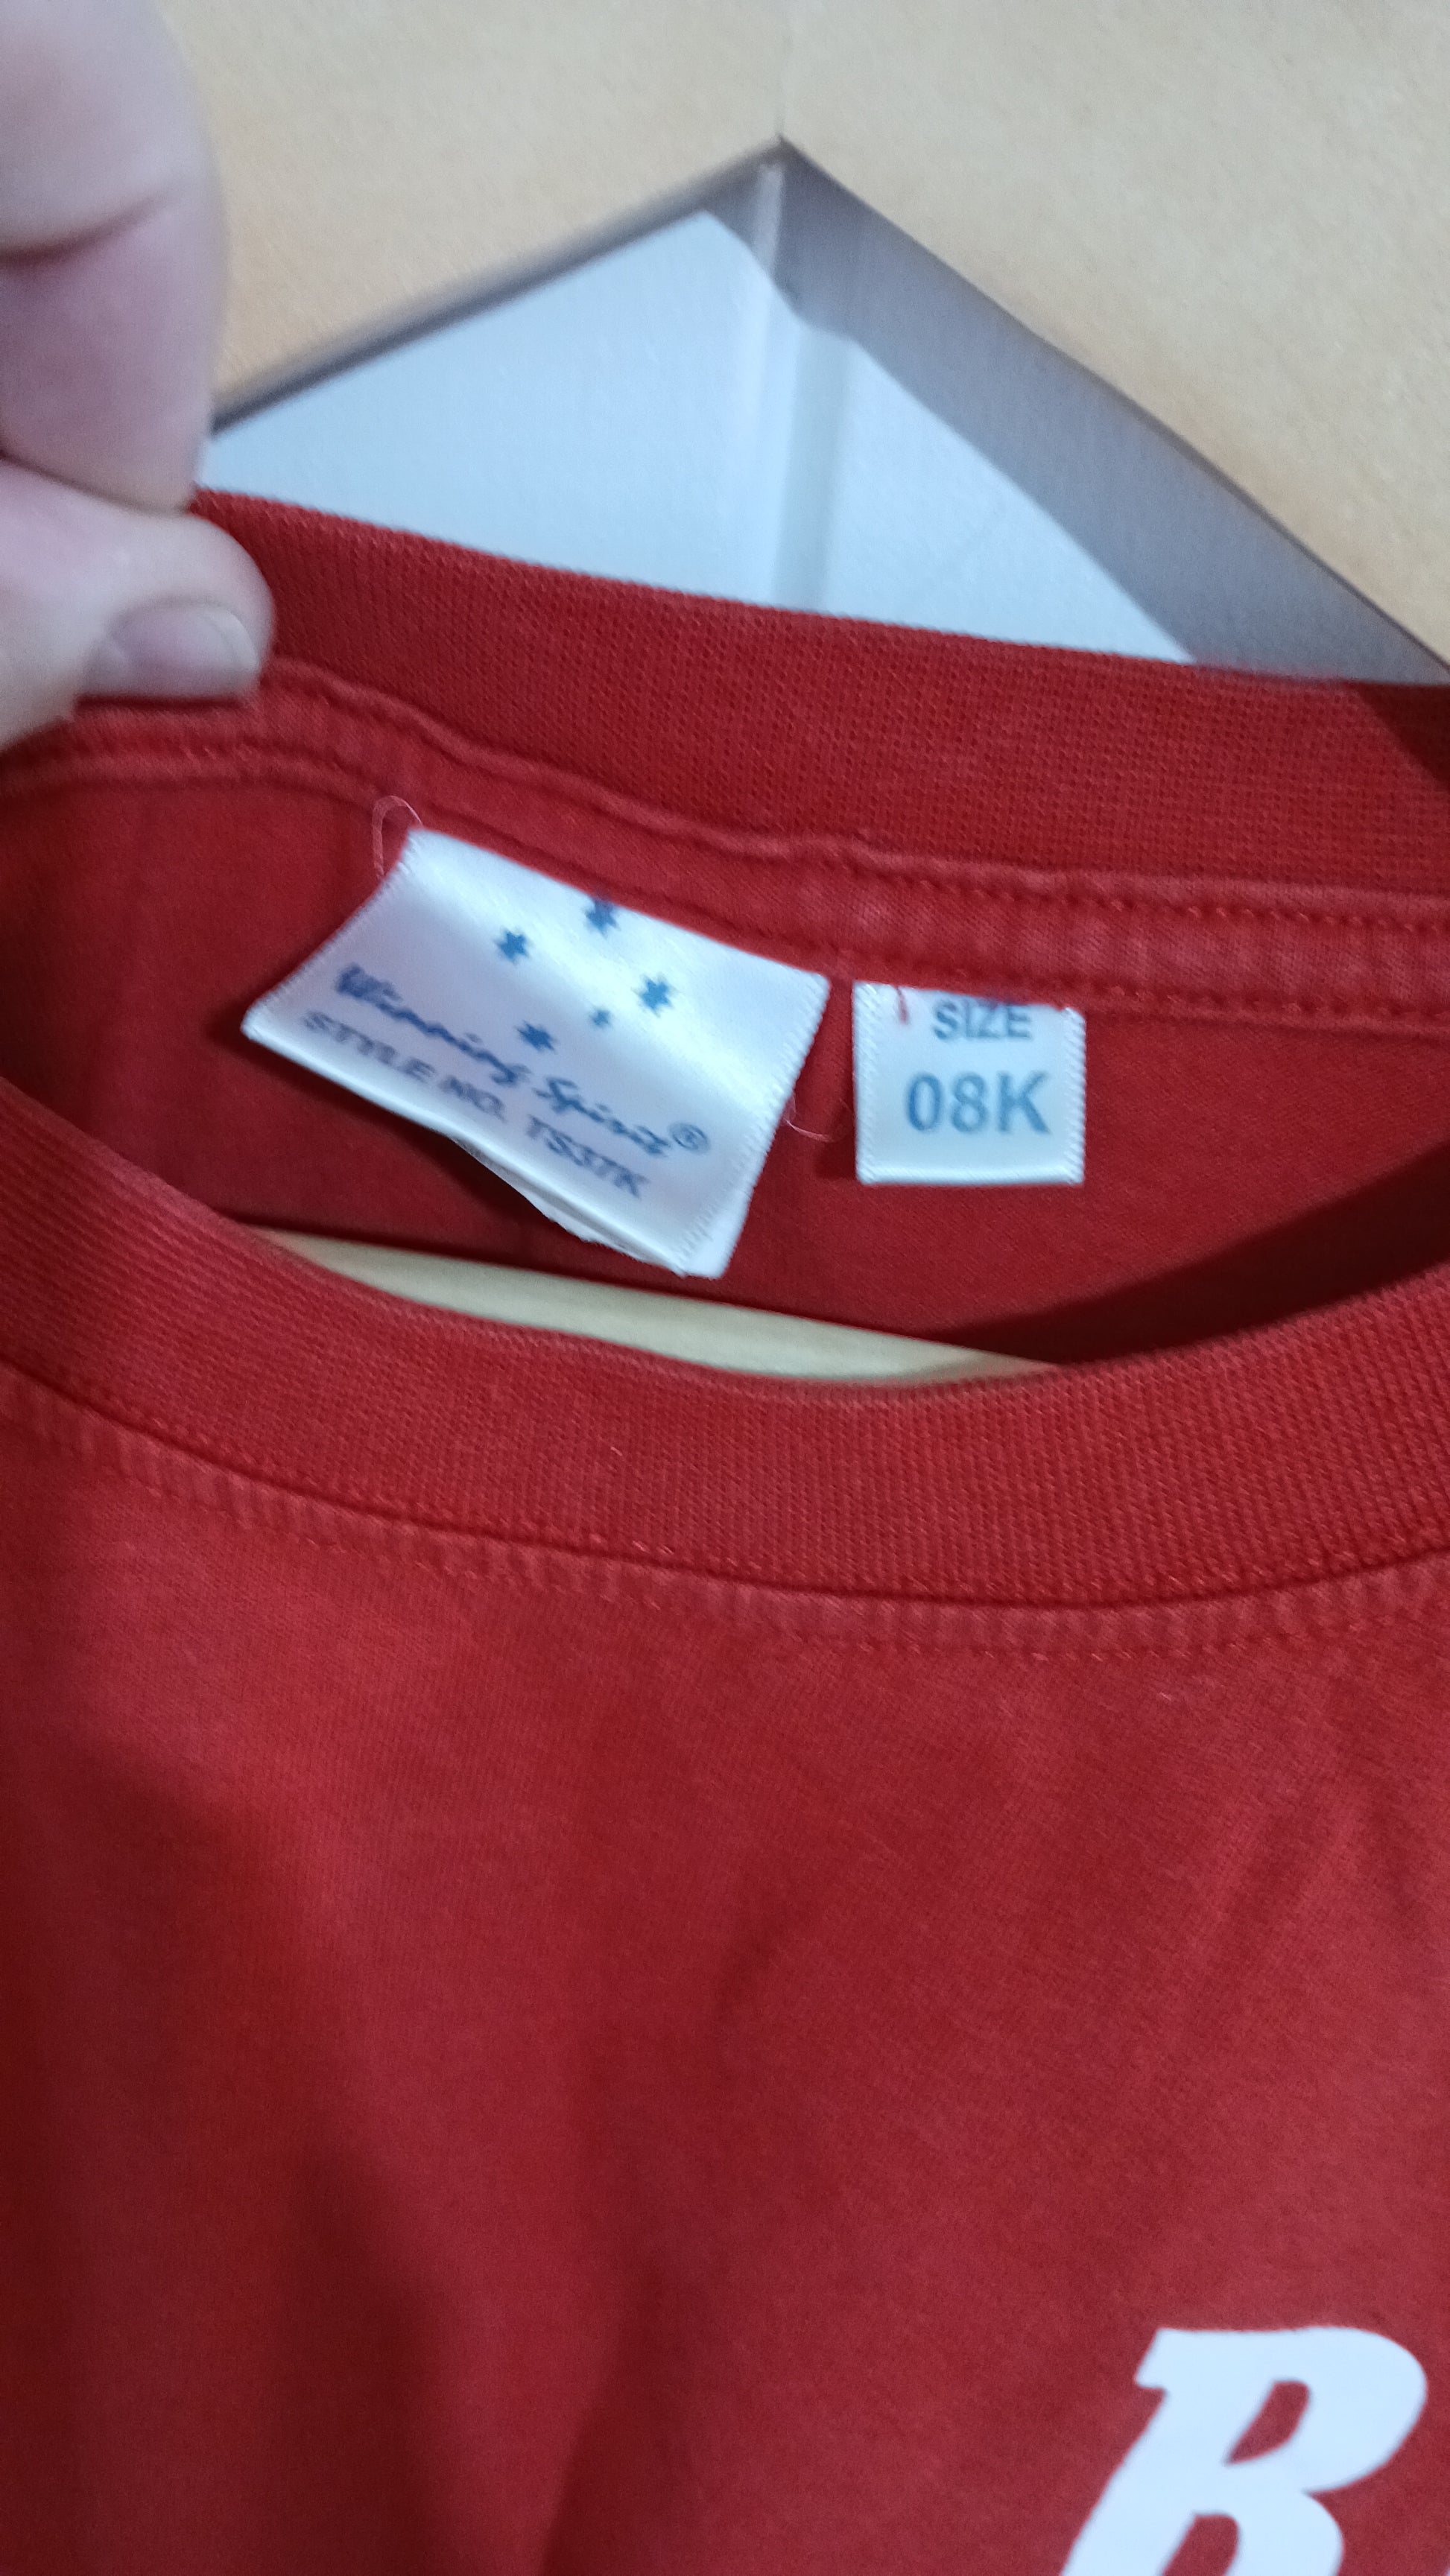 Winning Spirit®
STYLE NO. TS37K
SIZE
08K
B